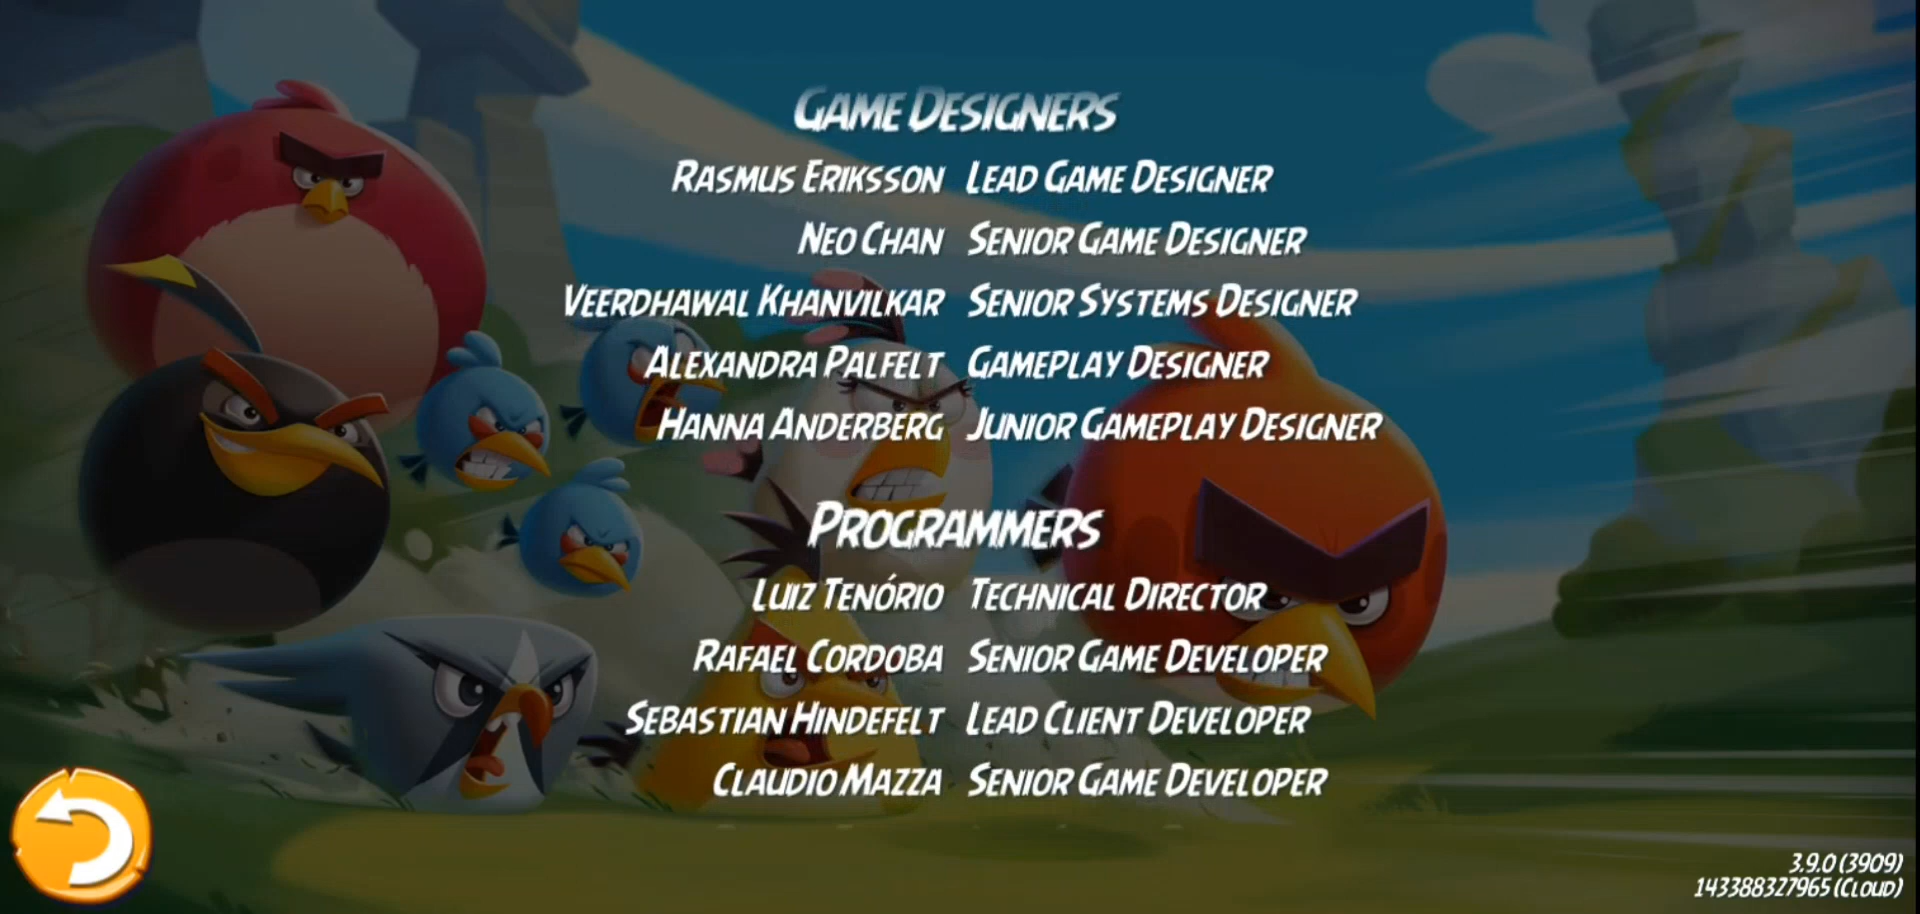 Game Designers
Rasmus Eriksson Lead Game Designer
Neo Chan Senior Game Designer
Veerdhawal Khanvilkar Senior Systems Designer
Alexandra Palfelt Gameplay Designer
Hanna Anderberg Junior Gameplay Designer
Programmers
Luiz Tenório Technical Director
Rafael Cordoba Senior Game Developer
Sebastian Hindefelt Lead Client Developer
Claudio Mazza Senior Game Developer
3.9.0 (3909)
143388327965 (Cloud)